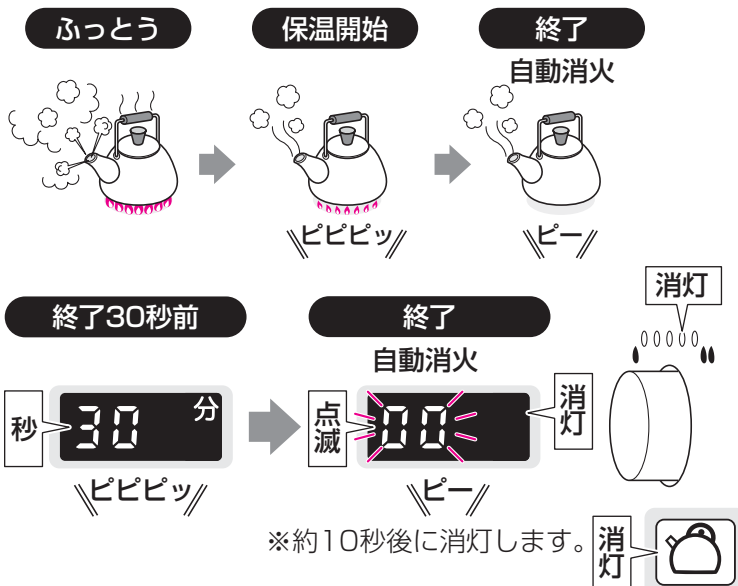 ふっとう
保温開始
終了
自動消火
ピピピッ
ピー
終了30秒前
終了
自動消火
消灯
秒
30
分
点滅
00
消灯
ピピピッ
ピー
※約10秒後に消灯します。
消灯